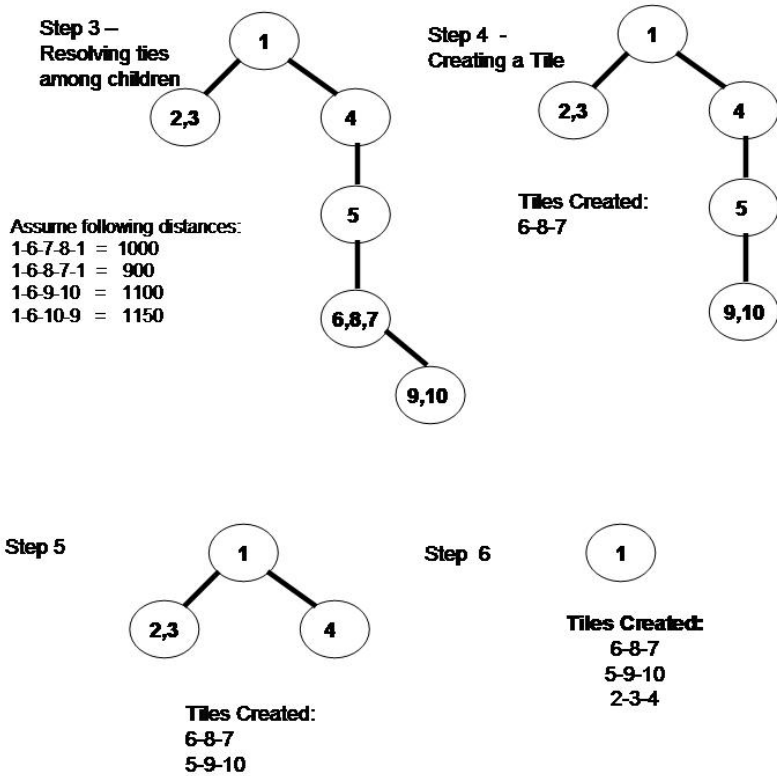 Step 3 –
Resolving ties
among children
1
2,3
4
5
6,8,7
9,10
Assume following distances:
1-6-7-8-1 = 1000
1-6-8-7-1 = 900
1-6-9-10 = 1100
1-6-10-9 = 1150
Step 4 -
Creating a Tile
1
2,3
4
5
9,10
Tiles Created:
6-8-7
Step 5
1
2,3
4
Tiles Created:
6-8-7
5-9-10
Step 6
1
Tiles Created:
6-8-7
5-9-10
2-3-4